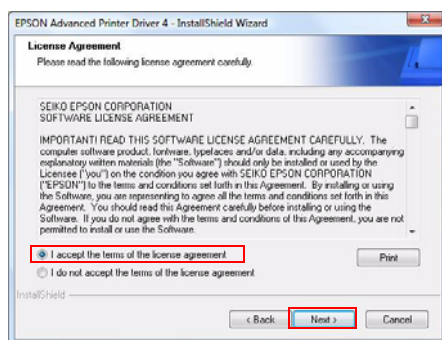 EPSON Advanced Printer Driver 4 - InstallShield Wizard
License Agreement
Please read the following license agreement carefully.
SEIKO EPSON CORPORATION
SOFTWARE LICENSE AGREEMENT
IMPORTANT! READ THIS SOFTWARE LICENSE AGREEMENT CAREFULLY. The
computer software product, fontware, typefaces and/or data, including any accompanying
explanatory written materials (the "Software") should only be installed or used by the
Licensee ("you") on the condition you agree with SEIKO EPSON CORPORATION
("EPSON") to the terms and conditions set forth in this Agreement. By installing or using
the Software, you are representing to agree all the terms and conditions set forth in this
Agreement. You should read this Agreement carefully before installing or using the
Software. If you do not agree with the terms and conditions of this Agreement, you are not
permitted to install or use the Software.
I accept the terms of the license agreement
Print
I do not accept the terms of the license agreement
InstallShield
< Back
Next >
Cancel